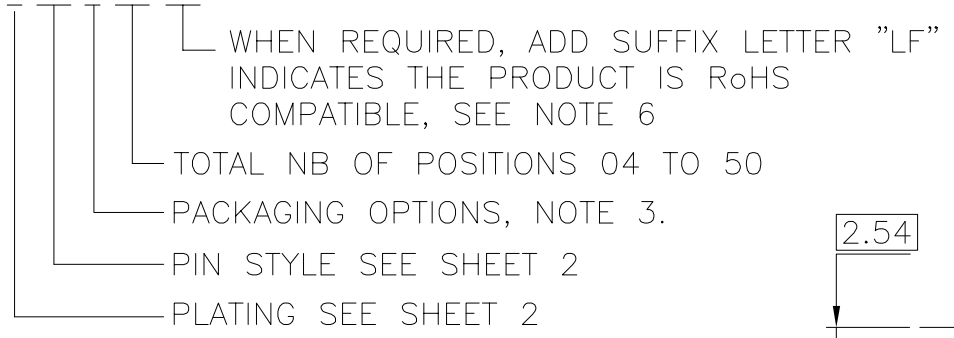 WHEN REQUIRED, ADD SUFFIX LETTER "LF"
INDICATES THE PRODUCT IS RoHS
COMPATIBLE, SEE NOTE 6
TOTAL NB OF POSITIONS 04 TO 50
PACKAGING OPTIONS, NOTE 3.
2.54
PIN STYLE SEE SHEET 2
PLATING SEE SHEET 2